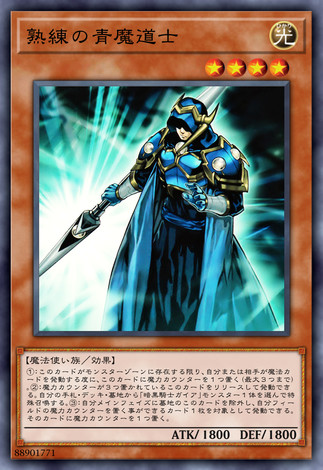 熟練の青魔道士
光
【魔法使い族／効果】
①：このカードがモンスターゾーンに存在する限り、自分または相手が魔法
カードを発動する度に、このカードに魔力カウンターを１つ置く（最大３つまで）
。②：魔力カウンターが３つ置かれているこのカードをリリースして発動でき
る。自分の手札・デッキ・墓地から「暗黒騎士ガイア」モンスター１体を選んで特
殊召喚する。③：自分メインフェイズに墓地のこのカードを除外し、自分フィー
ルドの魔力カウンターを置く事ができるカード１枚を対象として発動できる。
そのカードに魔力カウンターを１つ置く。
ATK/1800 DEF/1800
88901771